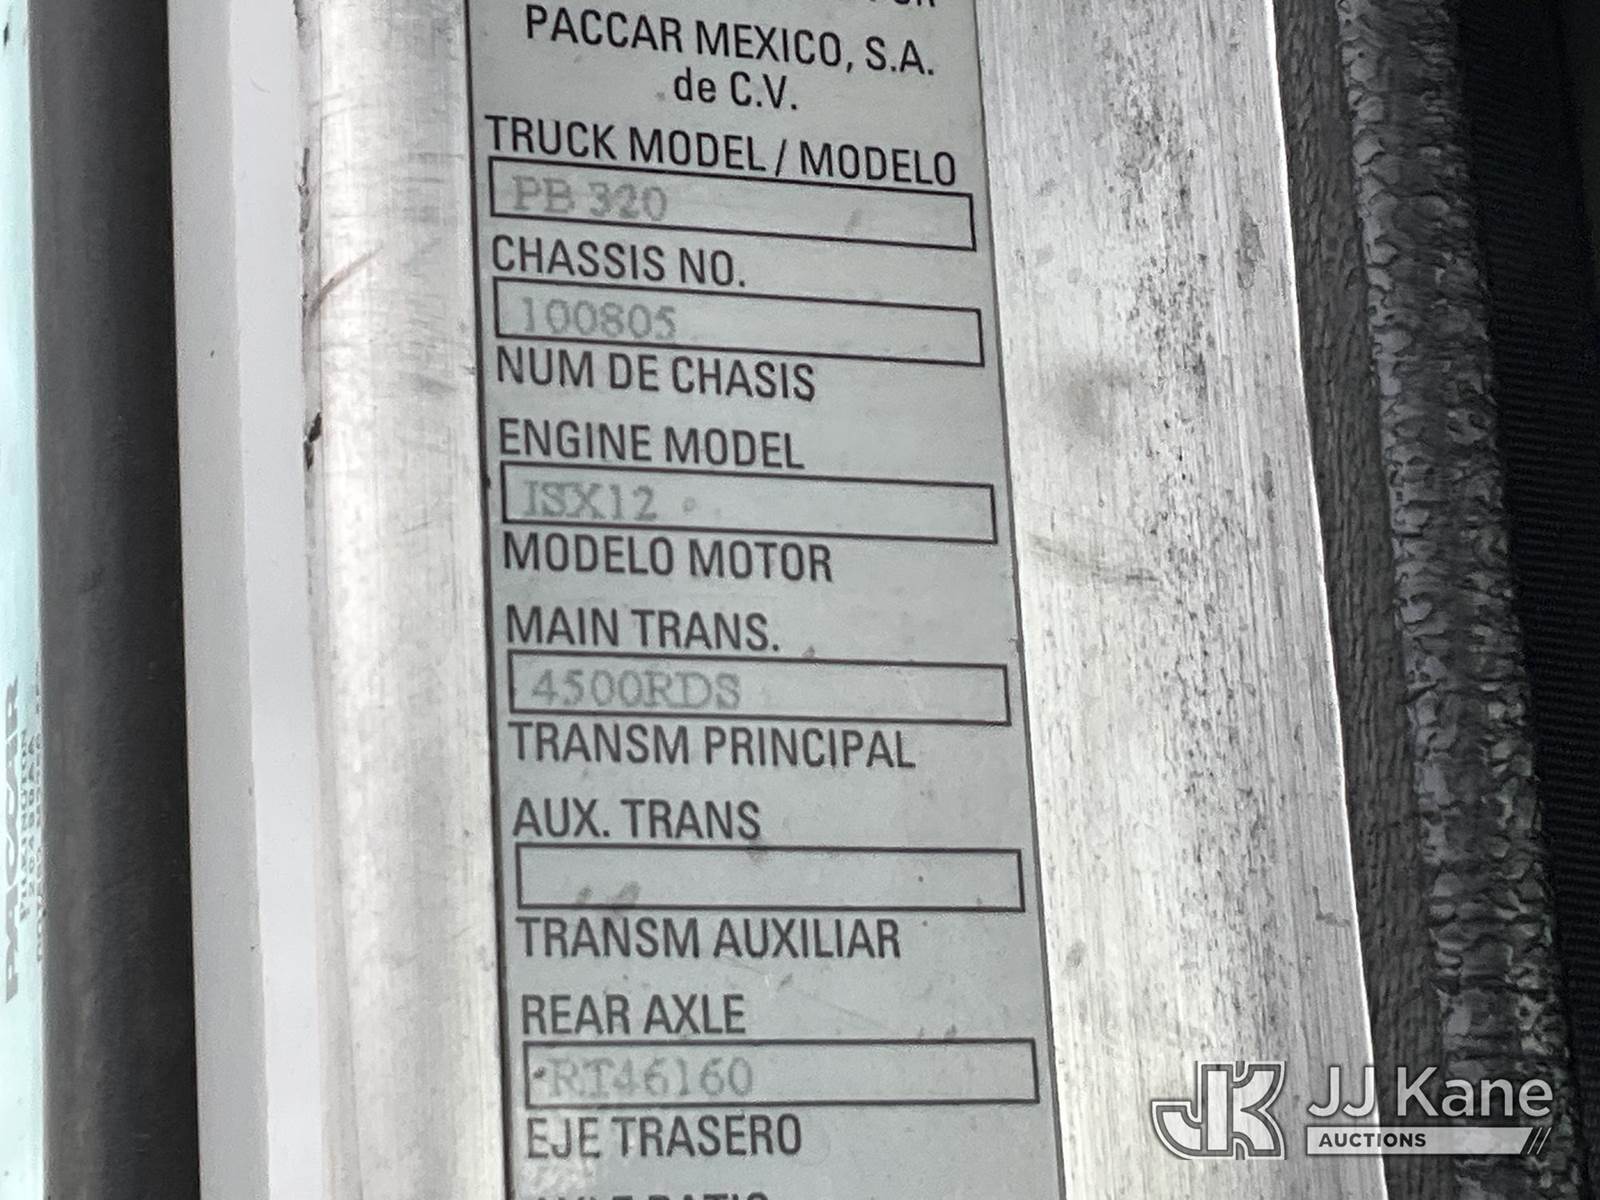 PACCAR MEXICO, S.A.
de C.V.
TRUCK MODEL / MODELO
PB 320
CHASSIS NO.
100805
NUM DE CHASIS
ENGINE MODEL
ISX12
MODELO MOTOR
MAIN TRANS.
4500RDS
TRANSM PRINCIPAL
AUX. TRANS
TRANSM AUXILIAR
REAR AXLE
RT46160
EJE TRASERO
PACCAR
JJ Kane
AUCTIONS